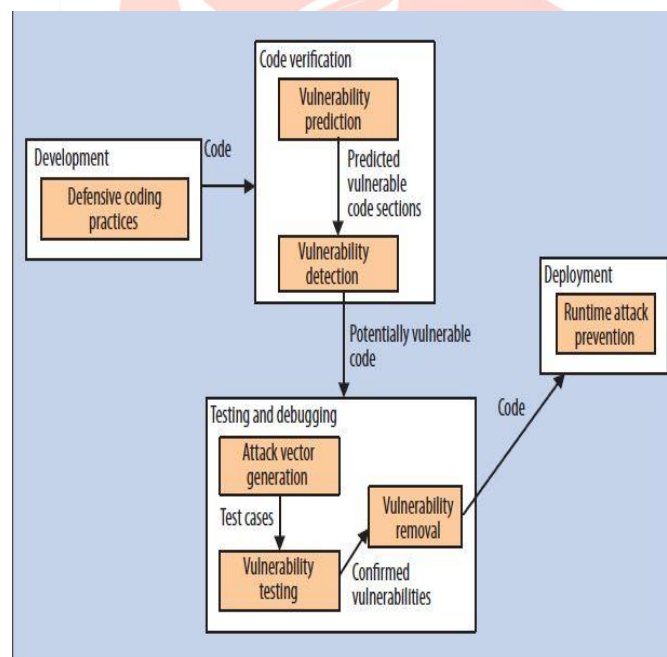 Code verification
Vulnerability
prediction
Code
Development
Defensive coding
practices
Predicted
vulnerable
code sections
Vulnerability
detection
Deployment
Runtime attack
prevention
Potentially vulnerable
code
Testing and debugging
Attack vector
generation
Code
Test cases
Vulnerability
removal
Vulnerability
testing
Confirmed
vulnerabilities